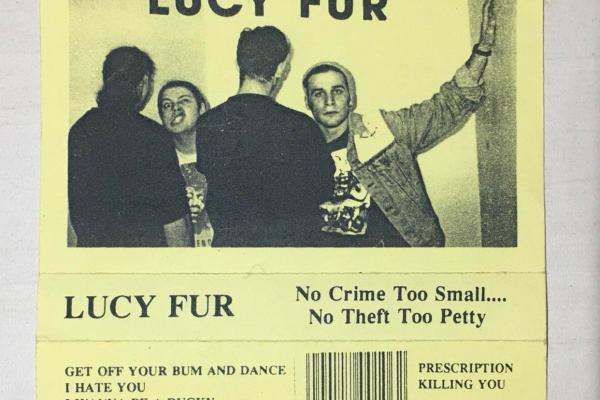 LUCY FUR
LUCY FUR
No Crime Too Small....
No Theft Too Petty
GET OFF YOUR BUM AND DANCE
I HATE YOU
PRESCRIPTION
KILLING YOU